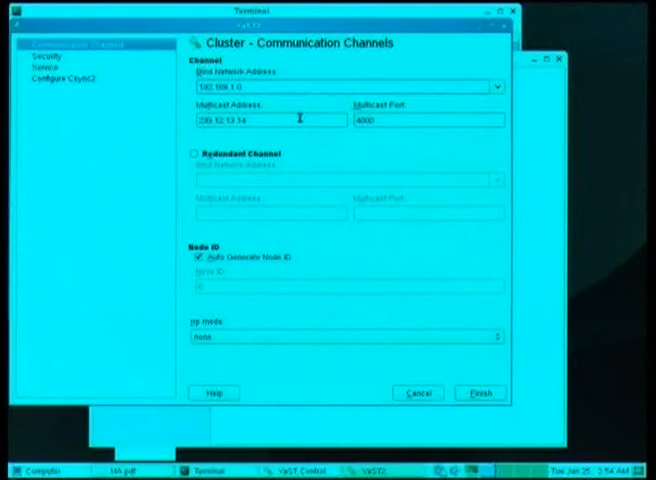 Terminal
YaST2
Communication Channels
Security
Service
Configure Csync2
Cluster - Communication Channels
Channel
Bind Network Address:
192.168.1.0
Multicast Address: Multicast Port:
239.12.13.14 4000
Redundant Channel
Bind Network Address:
Multicast Address: Multicast Port:
Node ID
Auto Generate Node ID
Node ID:
0
rrp mode:
none
Help
Cancel
Finish
Computer HA.pdf Terminal YaST Control YaST2 Tue Jan 25, 2:54 AM